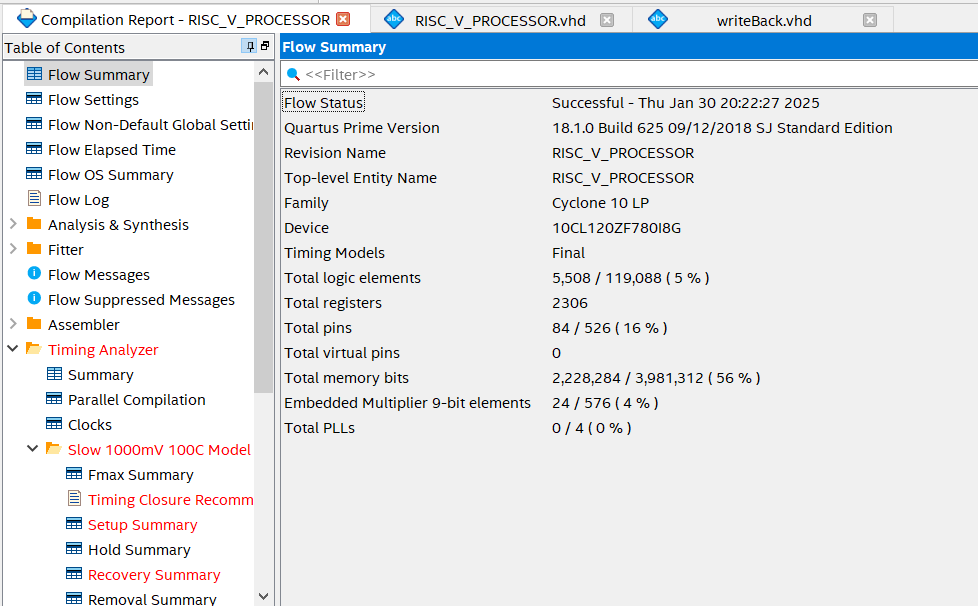 Compilation Report - RISC_V_PROCESSOR
RISC_V_PROCESSOR.vhd
writeBack.vhd
Table of Contents
Flow Summary
Flow Settings
Flow Non-Default Global Setti
Flow Elapsed Time
Flow OS Summary
Flow Log
Analysis & Synthesis
Fitter
Flow Messages
Flow Suppressed Messages
Assembler
Timing Analyzer
Summary
Parallel Compilation
Clocks
Slow 1000mV 100C Model
Fmax Summary
Timing Closure Recomm
Setup Summary
Hold Summary
Recovery Summary
Removal Summary
Flow Summary
<<Filter>>
Flow Status Successful - Thu Jan 30 20:22:27 2025
Quartus Prime Version 18.1.0 Build 625 09/12/2018 SJ Standard Edition
Revision Name RISC_V_PROCESSOR
Top-level Entity Name RISC_V_PROCESSOR
Family Cyclone 10 LP
Device 10CL120ZF780I8G
Timing Models Final
Total logic elements 5,508 / 119,088 ( 5 % )
Total registers 2306
Total pins 84 / 526 ( 16 % )
Total virtual pins 0
Total memory bits 2,228,284 / 3,981,312 ( 56 % )
Embedded Multiplier 9-bit elements 24 / 576 ( 4 % )
Total PLLs 0 / 4 ( 0 % )